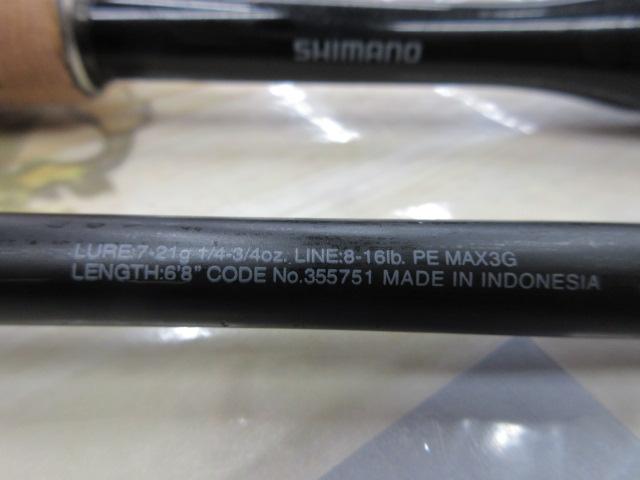 SHIMANO
LURE:7-21g 1/4-3/4oz. LINE:8-16lb. PE MAX3G
LENGTH:6'8" CODE No.355751 MADE IN INDONESIA